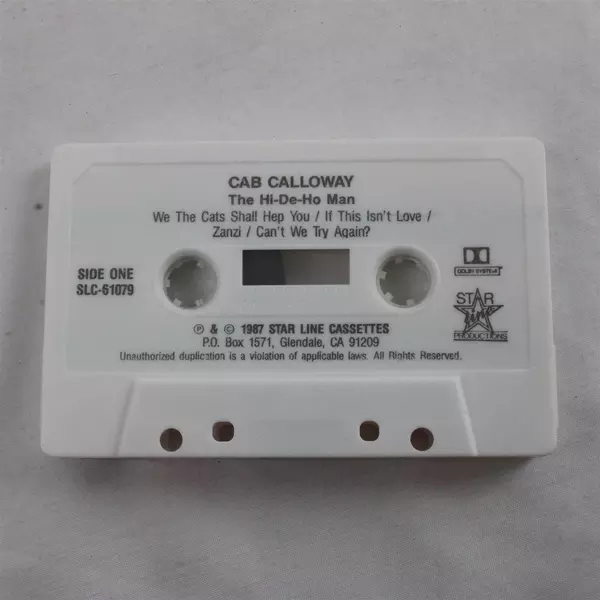 CAB CALLOWAY
The Hi-De-Ho Man
We The Cats Shall Hep You / If This Isn't Love /
Zanzi / Can't We Try Again?
SIDE ONE
SLC-61079
DOLBY SYSTEM
STAR
line
PRODUCTIONS
℗ & © 1987 STAR LINE CASSETTES
P.O. Box 1571, Glendale, CA 91209
Unauthorized duplication is a violation of applicable laws. All Rights Reserved.